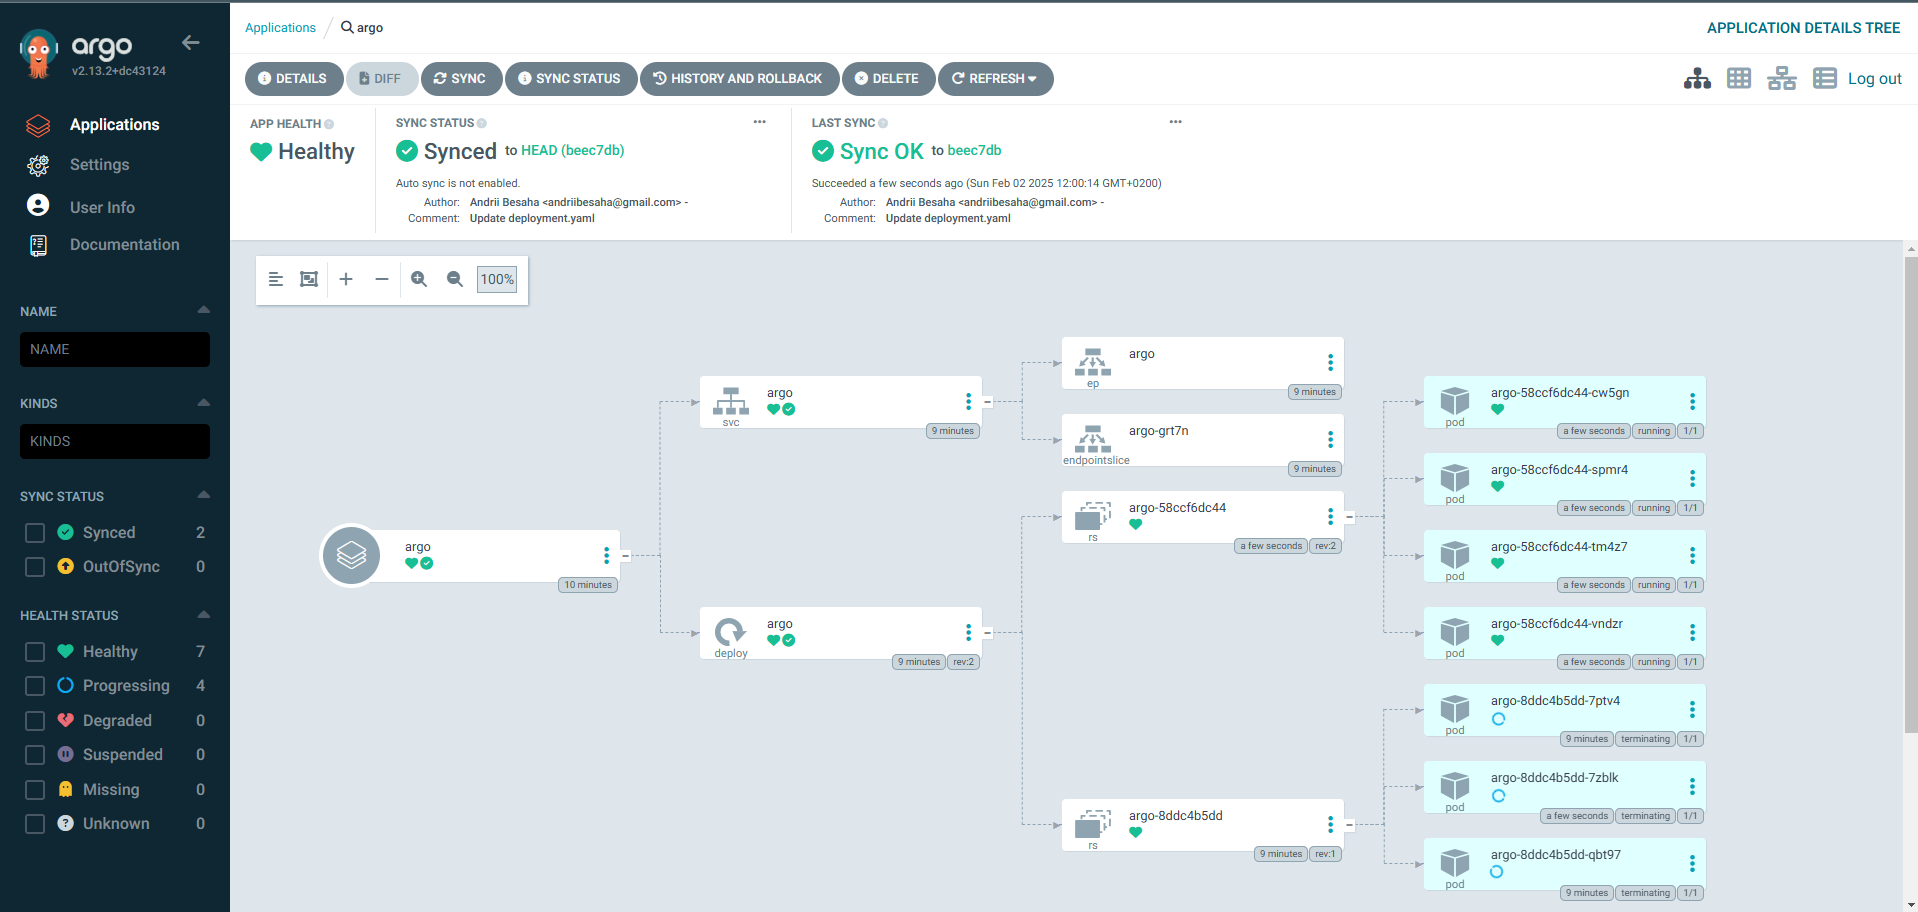 argo
v2.13.2+dc43124
Applications
Settings
User Info
Documentation
NAME
NAME
KINDS
KINDS
SYNC STATUS
Synced 2
OutOfSync 0
HEALTH STATUS
Healthy 7
Progressing 4
Degraded 0
Suspended 0
Missing 0
Unknown 0
Applications / argo
APPLICATION DETAILS TREE
DETAILS DIFF SYNC SYNC STATUS HISTORY AND ROLLBACK DELETE REFRESH
Log out
APP HEALTH
Healthy
SYNC STATUS
Synced to HEAD (beec7db)
Auto sync is not enabled.
Author: Andrii Besaha <andriibesaha@gmail.com> -
Comment: Update deployment.yaml
LAST SYNC
Sync OK to beec7db
Succeeded a few seconds ago (Sun Feb 02 2025 12:00:14 GMT+0200)
Author: Andrii Besaha <andriibesaha@gmail.com> -
Comment: Update deployment.yaml
100%
argo
10 minutes
argo
svc
9 minutes
argo
deploy
9 minutes rev:2
argo
ep
9 minutes
argo-grt7n
endpointslice
9 minutes
argo-58ccf6dc44
rs
a few seconds rev:2
argo-8ddc4b5dd
rs
9 minutes rev:1
argo-58ccf6dc44-cw5gn
pod
a few seconds running 1/1
argo-58ccf6dc44-spmr4
pod
a few seconds running 1/1
argo-58ccf6dc44-tm4z7
pod
a few seconds running 1/1
argo-58ccf6dc44-vndzr
pod
a few seconds running 1/1
argo-8ddc4b5dd-7ptv4
pod
9 minutes terminating 1/1
argo-8ddc4b5dd-7zblk
pod
a few seconds terminating 1/1
argo-8ddc4b5dd-qbt97
pod
9 minutes terminating 1/1